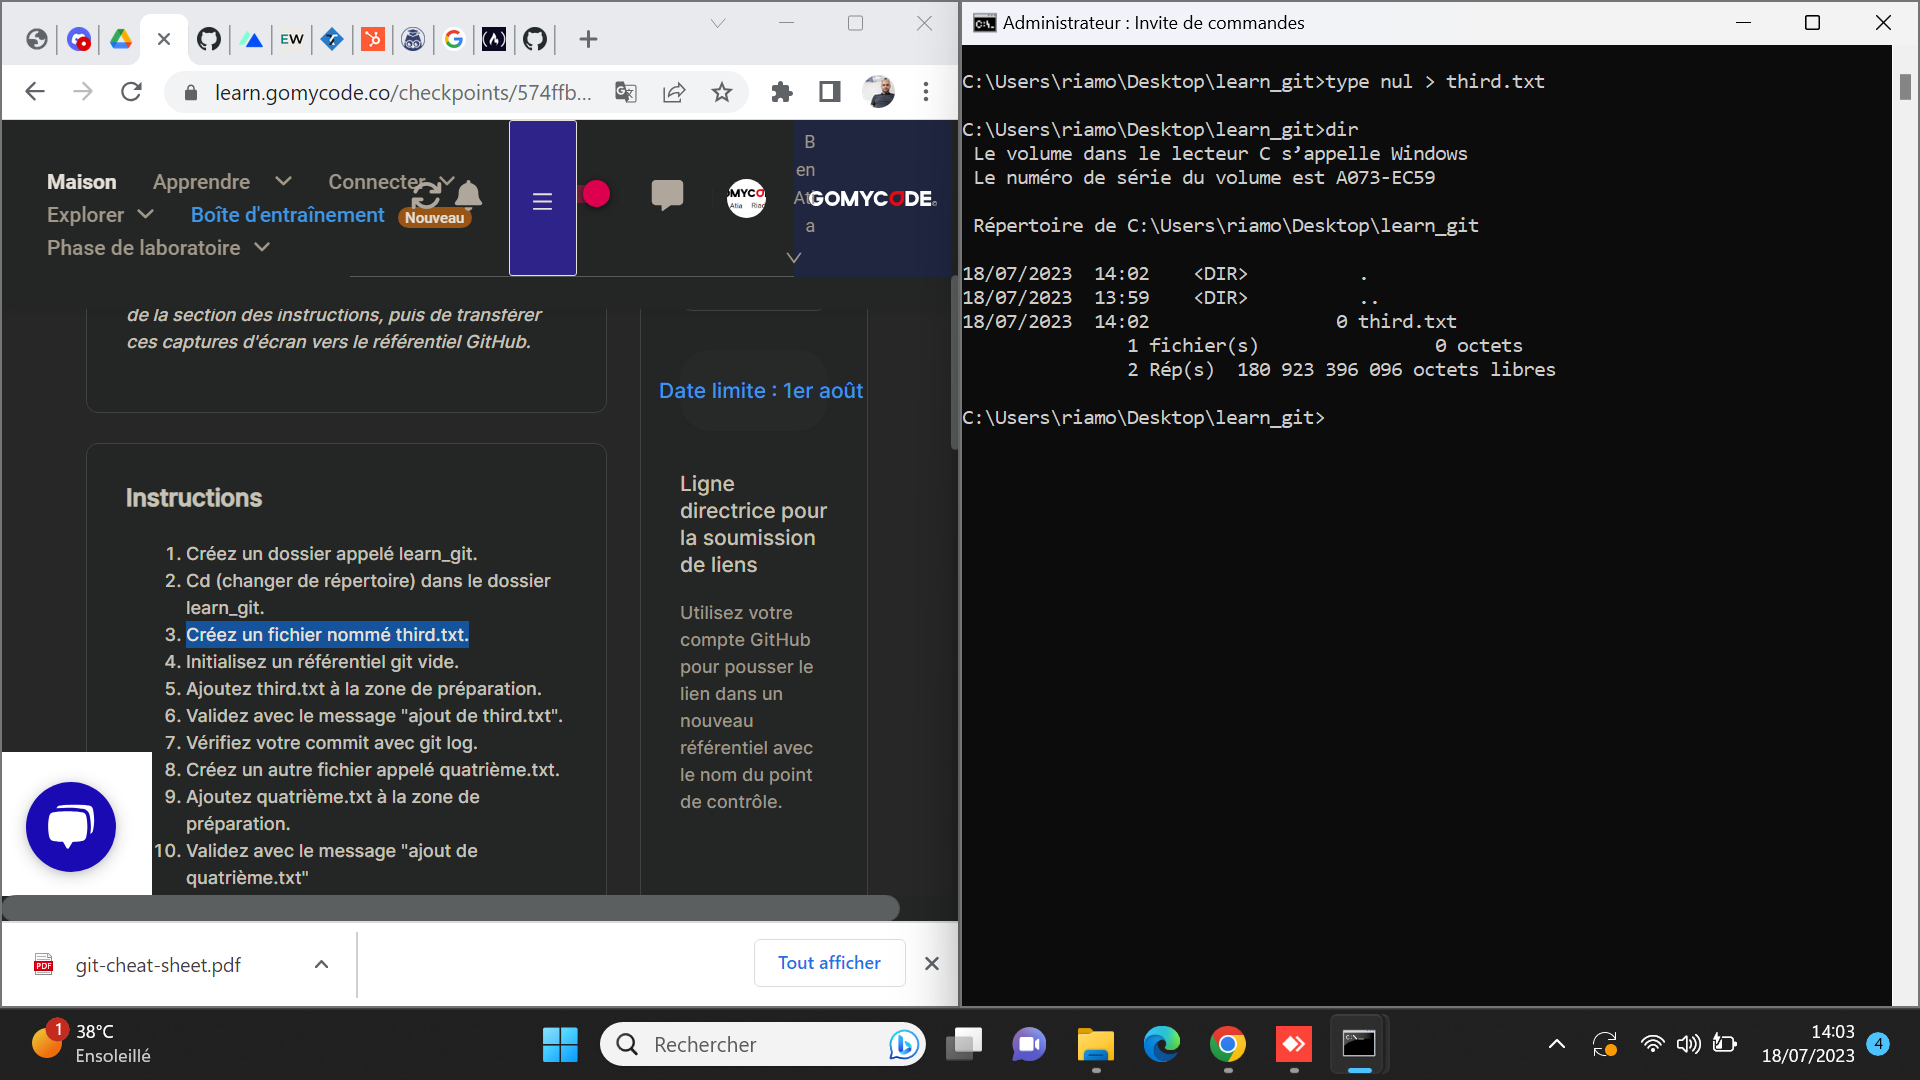 EW
learn.gomycode.co/checkpoints/574ffb...
Maison
Apprendre
Connecter
Explorer
Boîte d'entraînement
Nouveau
Phase de laboratoire
B
en
Ati
a
GOMYCODE
de la section des instructions, puis de transférer
ces captures d'écran vers le référentiel GitHub.
Instructions
1. Créez un dossier appelé learn_git.
2. Cd (changer de répertoire) dans le dossier
learn_git.
3. Créez un fichier nommé third.txt.
4. Initialisez un référentiel git vide.
5. Ajoutez third.txt à la zone de préparation.
6. Validez avec le message "ajout de third.txt".
7. Vérifiez votre commit avec git log.
8. Créez un autre fichier appelé quatrième.txt.
9. Ajoutez quatrième.txt à la zone de
préparation.
10. Validez avec le message "ajout de
quatrième.txt"
Date limite : 1er août
Ligne
directrice pour
la soumission
de liens
Utilisez votre
compte GitHub
pour pousser le
lien dans un
nouveau
référentiel avec
le nom du point
de contrôle.
PDF
git-cheat-sheet.pdf
Tout afficher
Administrateur : Invite de commandes
C:\Users\riamo\Desktop\learn_git>type nul > third.txt
C:\Users\riamo\Desktop\learn_git>dir
Le volume dans le lecteur C s’appelle Windows
Le numéro de série du volume est A073-EC59
Répertoire de C:\Users\riamo\Desktop\learn_git
18/07/2023  14:02    <DIR>          .
18/07/2023  13:59    <DIR>          ..
18/07/2023  14:02                 0 third.txt
1 fichier(s)                0 octets
2 Rép(s)  180 923 396 096 octets libres
C:\Users\riamo\Desktop\learn_git>
1
38°C
Ensoleillé
Rechercher
14:03
18/07/2023
4